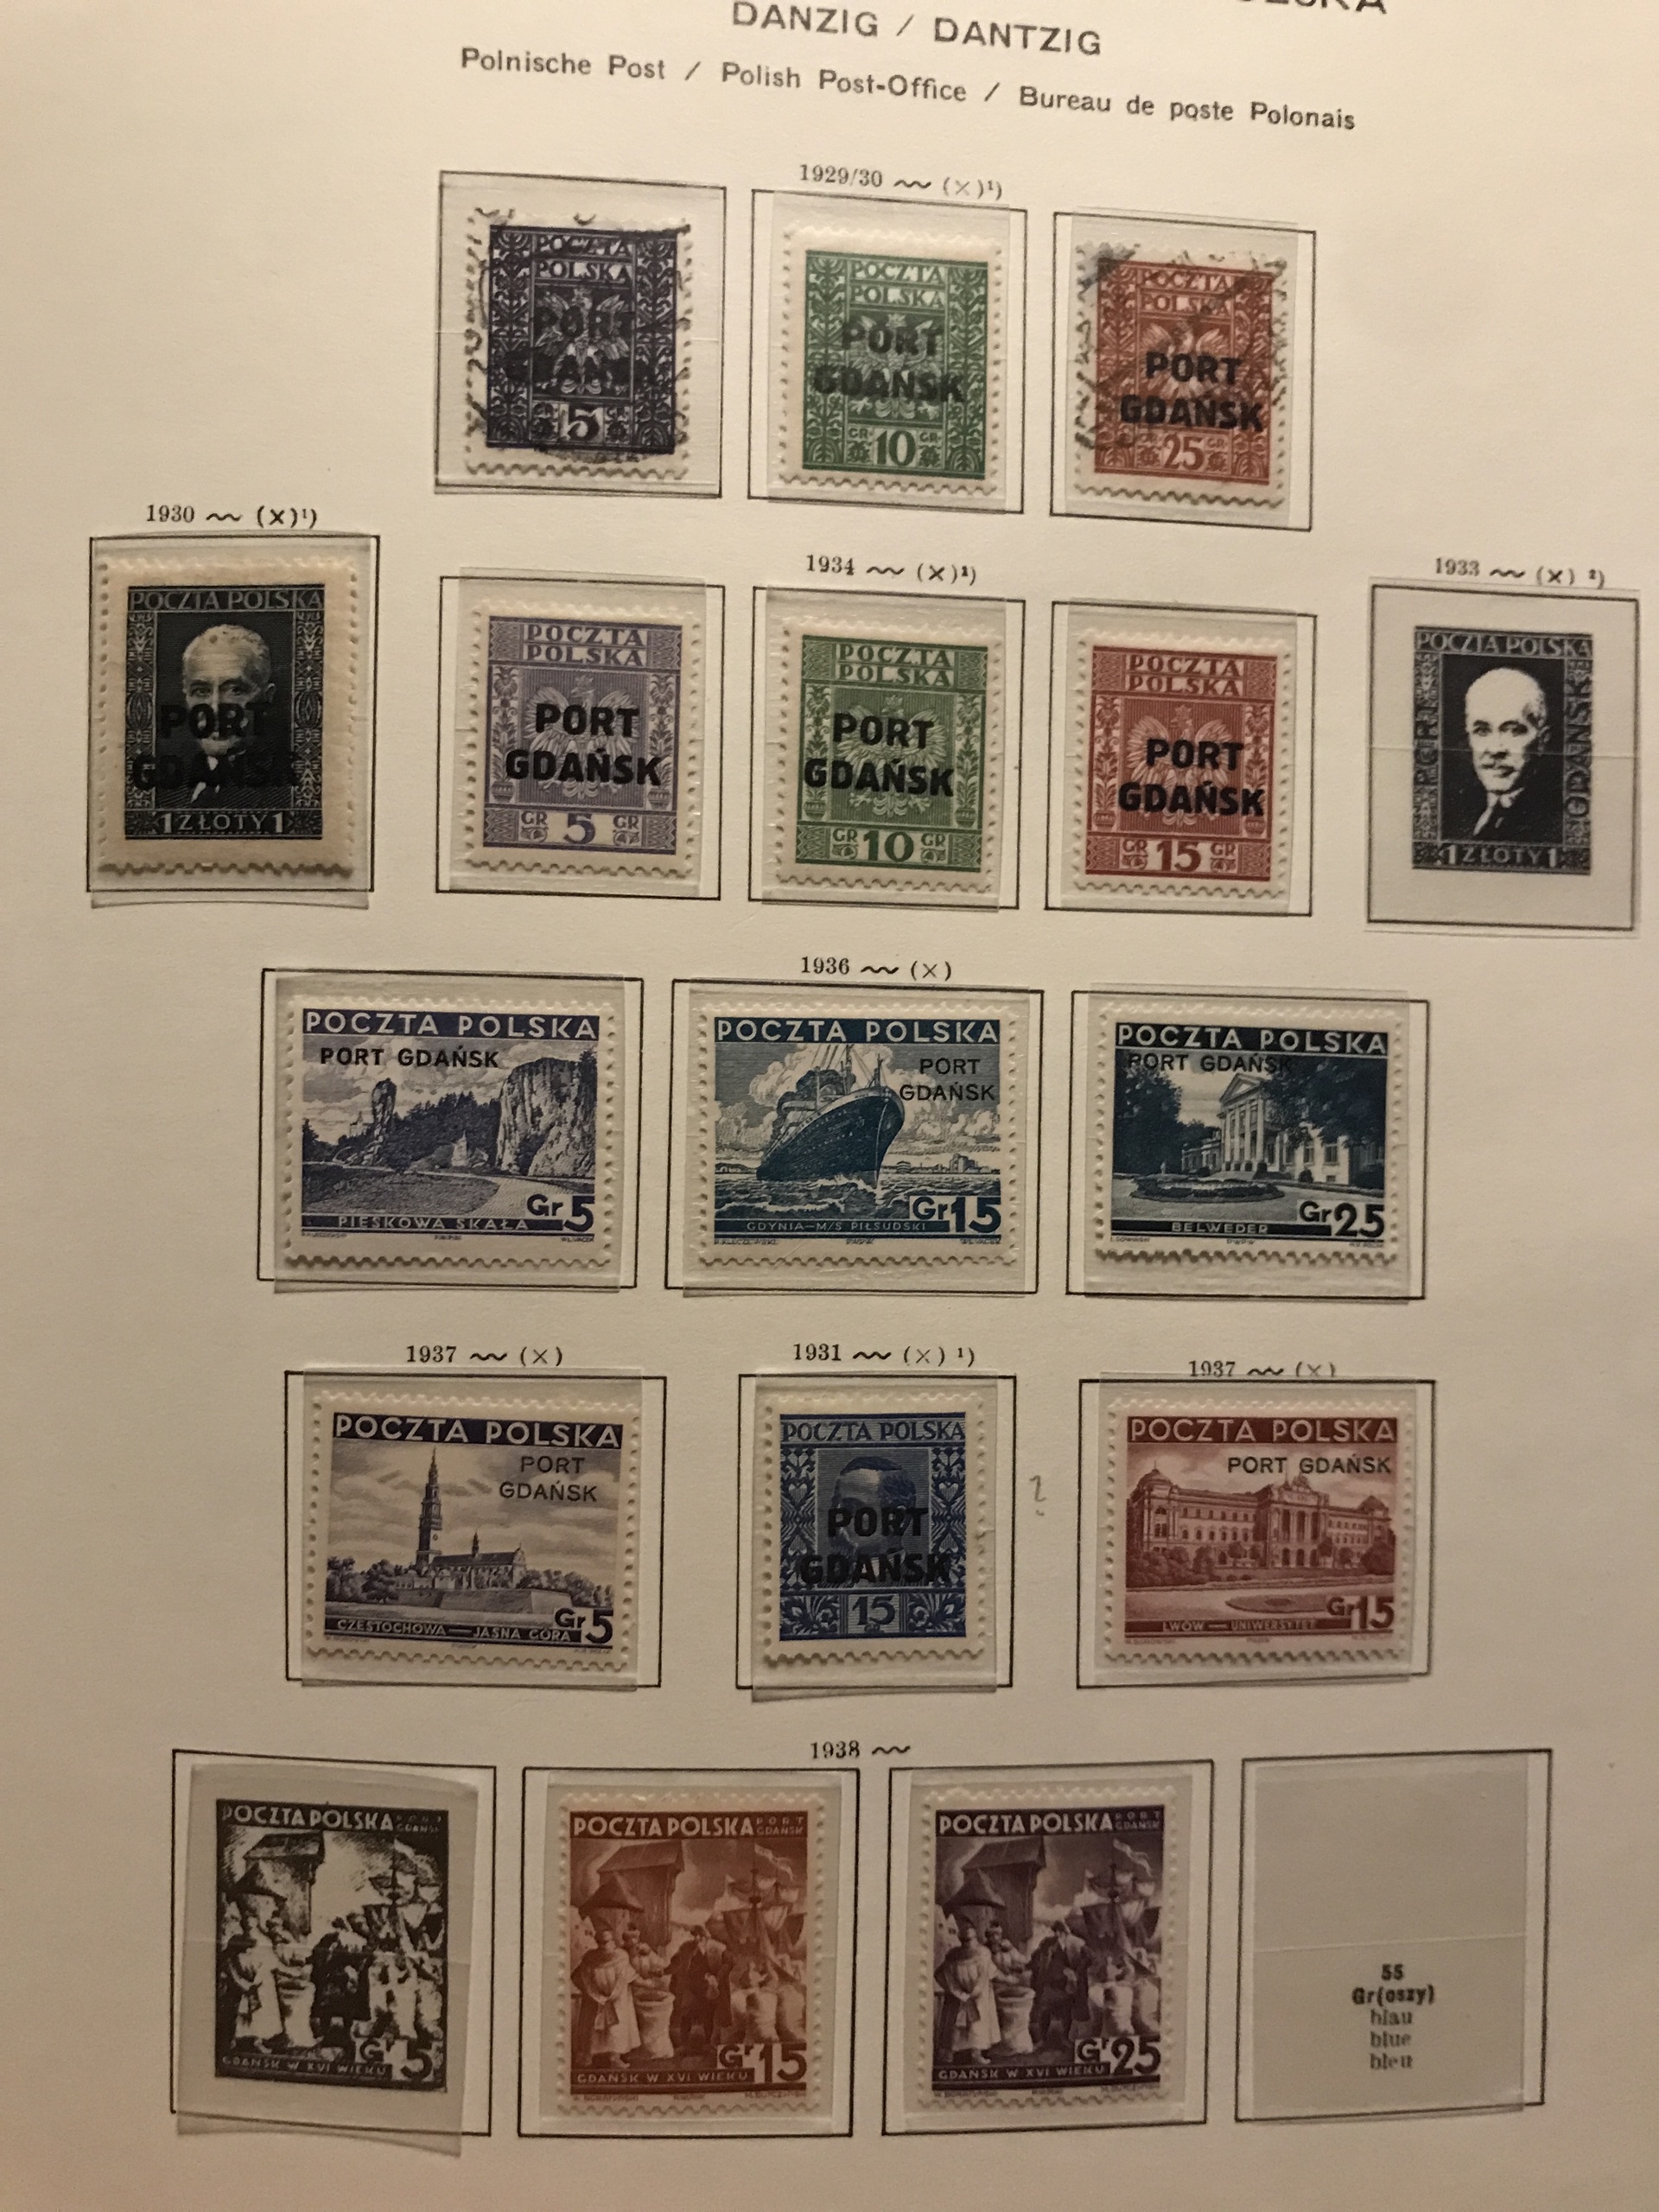 DANZIG / DANTZIG
Polnische Post / Polish Post-Office / Bureau de poste Polonais
1929/30 ~~ (×)¹)
POCZTA
POLSKA
PORT
5
POCZTA
POLSKA
PORT
GDAŃSK
GR. 10 GR.
POCZTA
POLSKA
PORT
GDAŃSK
25 GR.
1930 ~~ (×)¹)
POCZTA POLSKA
PORT
GDAŃSK
1 ZŁOTY 1
1934 ~~ (×)¹)
POCZTA
POLSKA
PORT
GDAŃSK
GR 5 GR
POCZTA
POLSKA
PORT
GDAŃSK
GR 10 GR
POCZTA
POLSKA
PORT
GDAŃSK
GR 15 GR
1933 ~~ (×) ²)
POCZTA POLSKA
GDAŃSK
1 ZŁOTY 1
1936 ~~ (×)
POCZTA POLSKA
PORT GDAŃSK
Gr 5
PIESKOWA SKAŁA
POCZTA POLSKA
PORT
GDAŃSK
Gr 15
GDYNIA—M/S PIŁSUDSKI
POCZTA POLSKA
PORT GDAŃSK
Gr 25
BELWEDER
1937 ~~ (×)
POCZTA POLSKA
PORT
GDAŃSK
Gr 5
CZĘSTOCHOWA — JASNA GÓRA
1931 ~~ (×) ¹)
POCZTA POLSKA
PORT
GDAŃSK
15
?
1937 ~~ (×)
POCZTA POLSKA
PORT GDAŃSK
Gr 15
LWÓW — UNIWERSYTET
1938 ~~
POCZTA POLSKA PORT
GDAŃSK
Gr 5
GDAŃSK W XVI WIEKU
POCZTA POLSKA PORT
GDAŃSK
Gr 15
GDAŃSK W XVI WIEKU
POCZTA POLSKA PORT
GDAŃSK
Gr 25
GDAŃSK W XVI WIEKU
55
Gr(oszy)
blau
blue
bleu